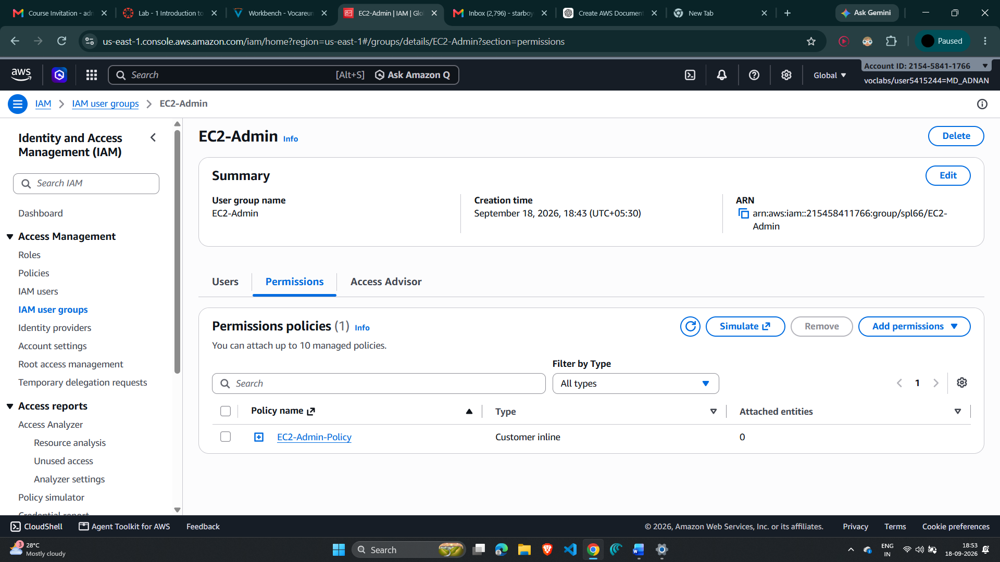 Course Invitation - adn
Lab - 1 Introduction to
Workbench - Vocareum
EC2-Admin | IAM | Glo
Inbox (2,796) - starboy
Create AWS Document
New Tab
Ask Gemini
us-east-1.console.aws.amazon.com/iam/home?region=us-east-1#/groups/details/EC2-Admin?section=permissions
Paused
aws
Search
[Alt+S]
Ask Amazon Q
Global
Account ID: 2154-5841-1766
voclabs/user5415244=MD_ADNAN
IAM
IAM user groups
EC2-Admin
Identity and Access
Management (IAM)
Search IAM
Dashboard
Access Management
Roles
Policies
IAM users
IAM user groups
Identity providers
Account settings
Root access management
Temporary delegation requests
Access reports
Access Analyzer
Resource analysis
Unused access
Analyzer settings
Policy simulator
Credential report
EC2-Admin Info
Delete
Summary
Edit
User group name
EC2-Admin
Creation time
September 18, 2026, 18:43 (UTC+05:30)
ARN
arn:aws:iam::215458411766:group/spl66/EC2-
Admin
Users
Permissions
Access Advisor
Permissions policies (1) Info
You can attach up to 10 managed policies.
Simulate
Remove
Add permissions
Filter by Type
Search
All types
1
Policy name
Type
Attached entities
EC2-Admin-Policy
Customer inline
0
CloudShell
Agent Toolkit for AWS
Feedback
© 2026, Amazon Web Services, Inc. or its affiliates.
Privacy
Terms
Cookie preferences
3
28°C
Mostly cloudy
Search
ENG
IN
18:53
18-09-2026